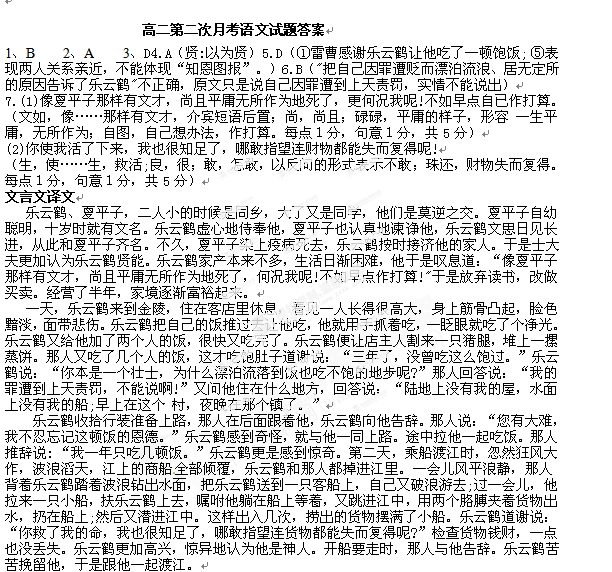 高二第二次月考语文试题答案
1、B 2、A 3、D4.A（贤:以为贤）5.D（①雷曹感谢乐云鹤让他吃了一顿饱饭;⑤表
现两人关系亲近，不能体现“知恩图报”。）6.B("把自己因罪遭贬而漂泊流浪、居无定所
的原因告诉了乐云鹤"不正确，原文只是说自己因罪遭到上天责罚，实情不能说出）
7.(1)像夏平子那样有文才，尚且平庸无所作为地死了，更何况我呢!不如早点自己作打算。
（文如，像……那样有文才，介宾短语后置；尚，尚且；碌碌，平庸的样子，形容 一生平
庸，无所作为；自图，自己想办法，作打算。每点1分，句意1分，共5分）
(2)你使我活了下来，我也很知足了，哪敢指望连财物都能失而复得呢!
（生，使……生，救活;良，很；敢，怎敢，以反问的形式表示不敢；珠还，财物失而复得。
每点1分，句意1分，共5分）
文言文译文
乐云鹤、夏平子，二人小的时候是同乡，大了又是同学，他们是莫逆之交。夏平子自幼
聪明，十岁时就有文名。乐云鹤虚心地侍奉他，夏平子也认真地谏诤他，乐云鹤文思日见长
进，从此和夏平子齐名。不久，夏平子染上疫病死去，乐云鹤按时接济他的家人。于是士大
夫更加认为乐云鹤贤能。乐云鹤家产本来不多，生活日渐困难，他于是叹息道：“像夏平子
那样有文才，尚且平庸无所作为地死了，何况我呢!不如早点作打算!"于是放弃读书，改做
买卖。经营了半年，家境逐渐富裕起来。
一天，乐云鹤来到金陵，住在客店里休息，看见一人长得很高大，身上筋骨凸起，脸色
黯淡，面带悲伤。乐云鹤把自己的饭推过去让他吃，他就用手抓着吃，一眨眼就吃了个净光。
乐云鹤又给他加了两个人的饭，很快又吃完了。乐云鹤便让店主人割来一只猪腿，堆上一摞
蒸饼。那人又吃了几个人的饭，这才吃饱肚子道谢说：“三年了，没曾吃这么饱过。”乐云
鹤说：“你本是一个壮士，为什么漂泊流落到饭也吃不饱的地步呢?”那人回答说：“我的
罪遭到上天责罚，不能说啊!”又问他住在什么地方，回答说：“陆地上没有我的屋，水面
上没有我的船;早上在这个 村，夜晚在那个镇了。”
乐云鹤收拾行装准备上路，那人在后面跟着他，乐云鹤向他告辞。那人说：“您有大难，
我不忍忘记这顿饭的恩德。”乐云鹤感到奇怪，就与他一同上路。途中拉他一起吃饭。那人
推辞说：“我一年只吃几顿饭。”乐云鹤更是感到惊奇。第二天，乘船渡江时，忽然狂风大
作，波浪滔天，江上的商船全部倾覆，乐云鹤和那人都掉进江里。一会儿风平浪静，那人
背着乐云鹤踏着波浪钻出水面，把乐云鹤送到一只客船上，自己又破浪游去；过一会儿，他
拉来一只小船，扶乐云鹤上去，嘱咐他躺在船上等着，又跳进江中，用两个胳膊夹着货物出
水，扔在船上;然后又潜进江中。这样出入几次，捞出的货物摆满了小船。乐云鹤道谢说：
“你救了我的命，我也很知足了，哪敢指望连货物都能失而复得呢?”检查货物钱财，一点
也没丢失。乐云鹤更加高兴，惊异地认为他是神人。开船要走时，那人与他告辞。乐云鹤苦
苦挽留他，于是跟他一起渡江。